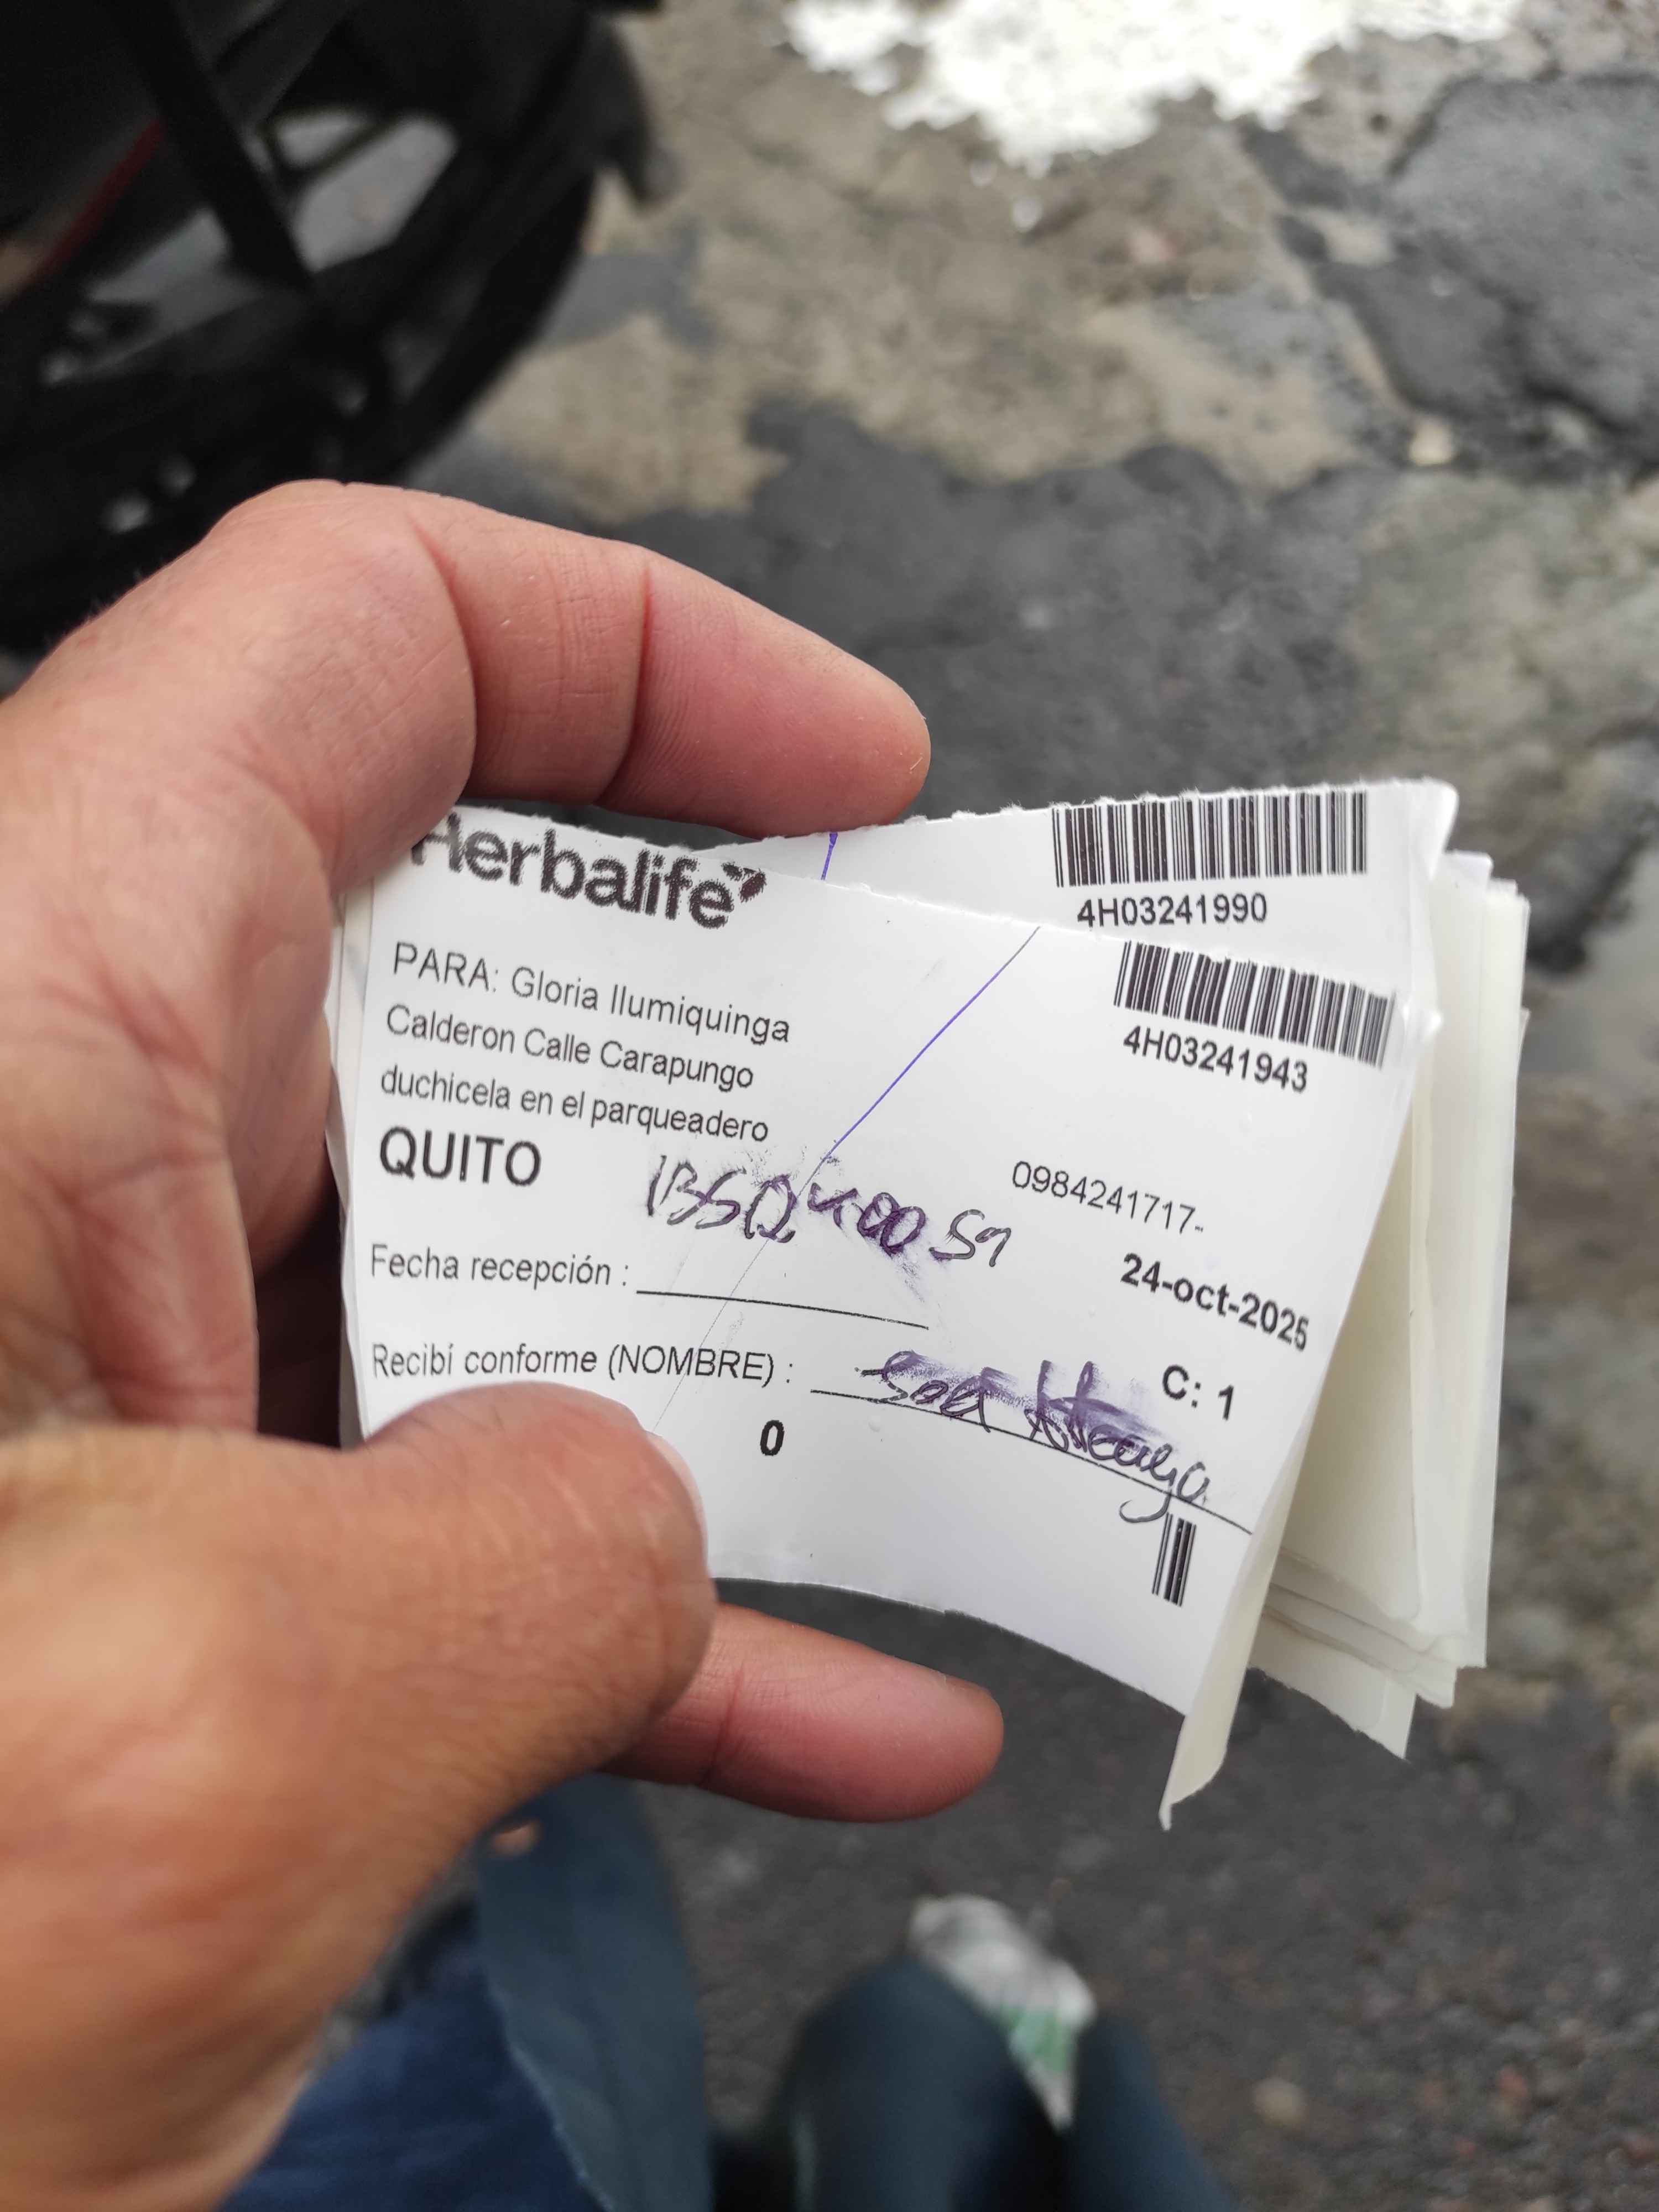 Herbalife
4H03241990
PARA: Gloria Ilumiquinga
Calderon Calle Carapungo
duchicela en el parqueadero
QUITO
4H03241943
0984241717-
24-oct-2025
Fecha recepción :
Recibí conforme (NOMBRE) :
C: 1
0